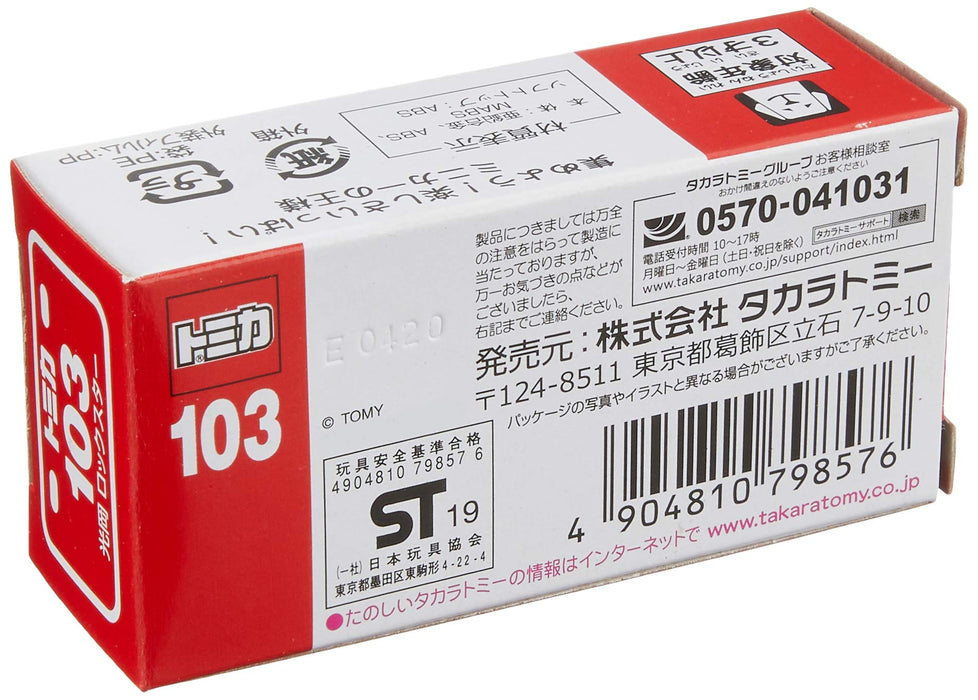 たいしょうねんれい
対象年齢
さい いじょう
3才以上
材質表示
本 体:亜鉛合金、ABS、
MABS
ソフトトップ:ABS
外箱
紙
プラ
袋:PE
外装フィルム:PP
集めよう!楽しさいっぱい!
ミニカーの王様
トミカ
®
103
トミカ
103
光岡 ロックスター
E 0420
© TOMY
製品につきましては万全
の注意をはらって製造に
当たっておりますが、
万一お気づきの点などが
ございましたら、
右記までご連絡ください。
タカラトミーグループ お客様相談室
おかけ間違えのないようご注意ください
0570-041031
電話受付時間 10〜17時
月曜日〜金曜日(土・日・祝日を除く)
タカラトミーサポート 検索
www.takaratomy.co.jp/support/index.html
発売元:株式会社 タカラトミー
〒124-8511 東京都葛飾区立石 7-9-10
パッケージの写真やイラストと異なる場合がございますがご了承ください。
玩具安全基準合格
4904810 79857 6
ST 19
(一社)日本玩具協会
東京都墨田区東駒形4-22-4
4 904810 798576
●たのしいタカラトミーの情報はインターネットで www.takaratomy.co.jp